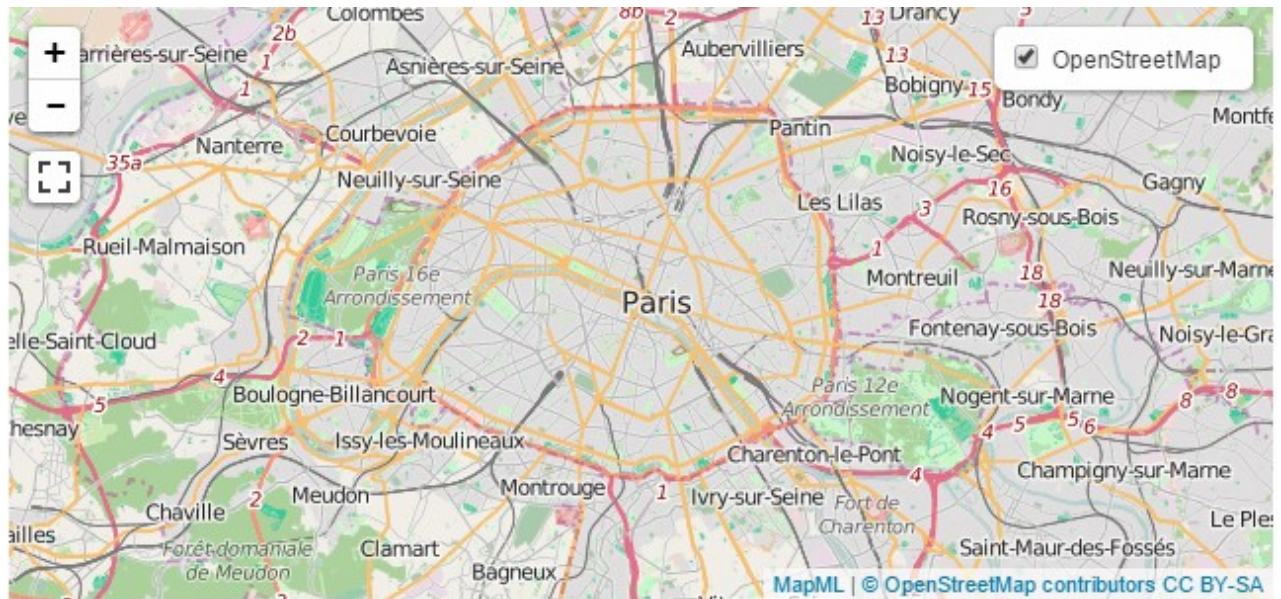 Colombes
8b
2
13
Drancy
3
2b
+
arrières-sur-Seine
1
Asnières-sur-Seine
Aubervilliers
13
OpenStreetMap
Bobigny
15
Bondy
1
−
Montfe
Courbevoie
Pantin
Nanterre
Noisy-le-Sec
35a
Neuilly-sur-Seine
16
Gagny
Les Lilas
3
Rosny-sous-Bois
Rueil-Malmaison
1
Paris 16e
Arrondissement
Montreuil
18
Neuilly-sur-Marne
Paris
18
Fontenay-sous-Bois
Noisy-le-Gra
elle-Saint-Cloud
2
1
4
Boulogne-Billancourt
Paris 12e
Arrondissement
Nogent-sur-Marne
8
8
5
hesnay
Sèvres
Issy-les-Moulineaux
4
5
5
6
Charenton-le-Pont
4
Champigny-sur-Marne
2
Meudon
Montrouge
1
Ivry-sur-Seine
Fort de
Charenton
Chaville
Le Ples
ailles
Forêt domaniale
de Meudon
Clamart
Saint-Maur-des-Fossés
Bagneux
MapML | © OpenStreetMap contributors CC BY-SA